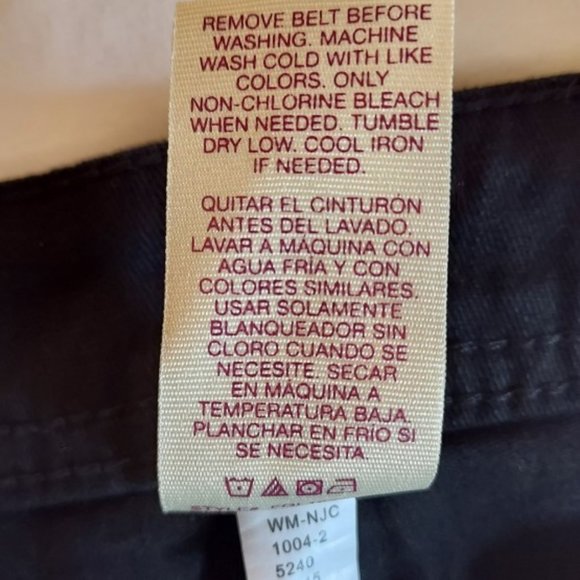 REMOVE BELT BEFORE
WASHING. MACHINE
WASH COLD WITH LIKE
COLORS. ONLY
NON-CHLORINE BLEACH
WHEN NEEDED. TUMBLE
DRY LOW. COOL IRON
IF NEEDED.
QUITAR EL CINTURÓN
ANTES DEL LAVADO.
LAVAR A MÁQUINA CON
AGUA FRÍA Y CON
COLORES SIMILARES.
USAR SOLAMENTE
BLANQUEADOR SIN
CLORO CUANDO SE
NECESITE. SECAR
EN MÁQUINA A
TEMPERATURA BAJA.
PLANCHAR EN FRÍO SI
SE NECESITA.
WM-NJC
1004-2
5240